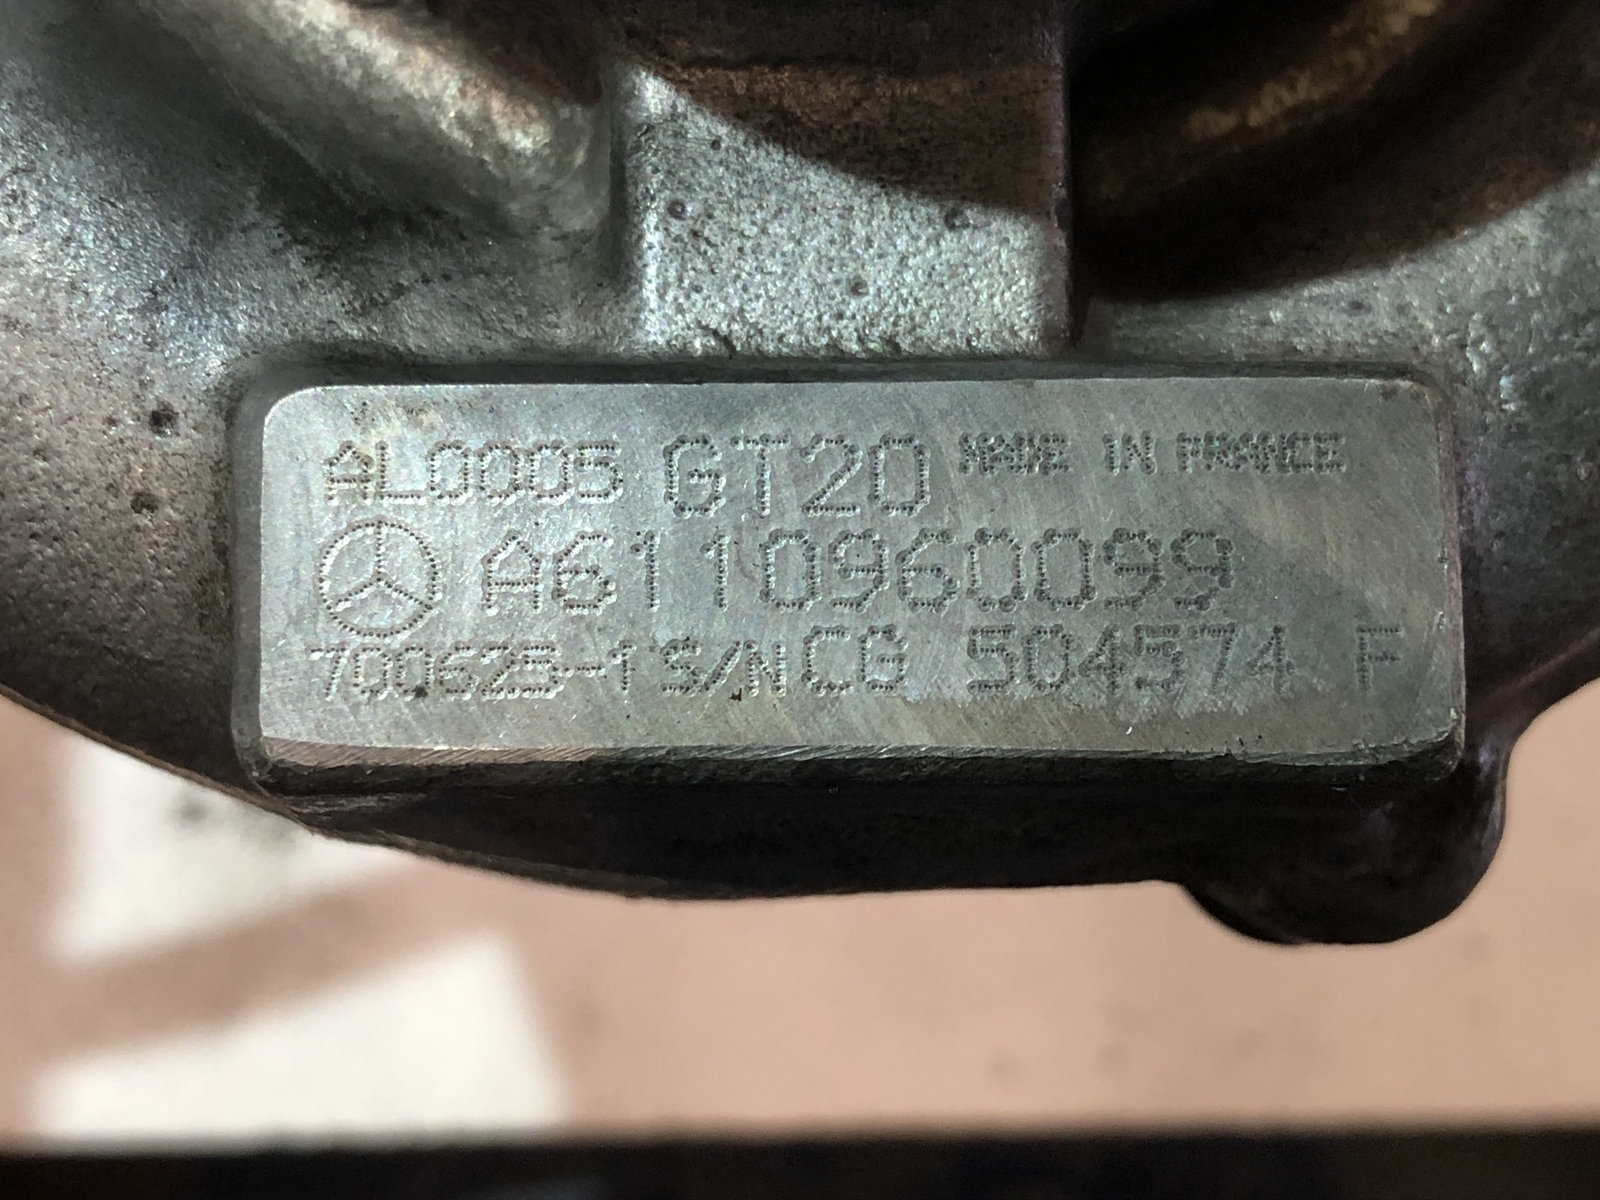 AL0005 GT20 MADE IN FRANCE
A6110960099
700625-1 S/N CG 504574 F